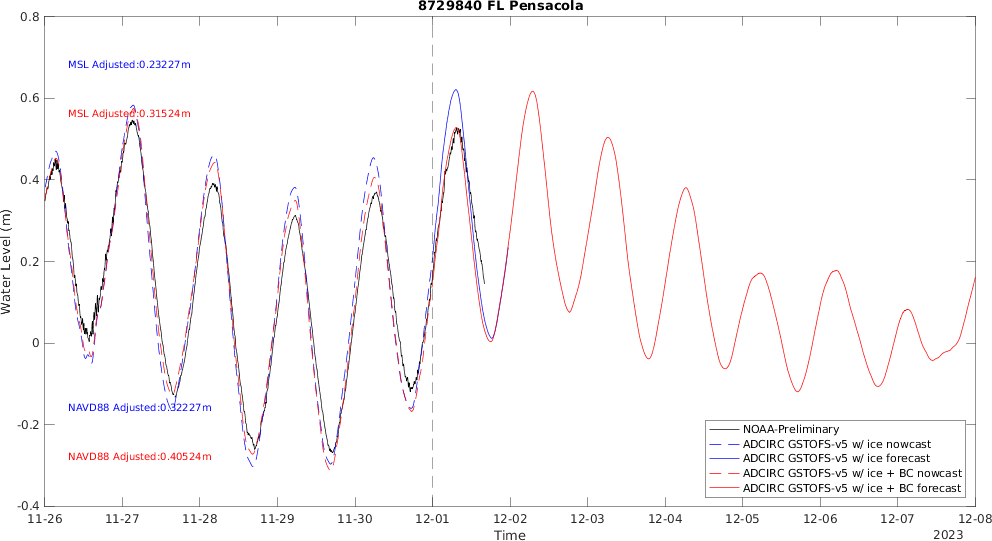 8729840 FL Pensacola
0.8
0.6
0.4
0.2
0
-0.2
-0.4
Water Level (m)
MSL Adjusted:0.23227m
MSL Adjusted:0.31524m
NAVD88 Adjusted:0.32227m
NAVD88 Adjusted:0.40524m
NOAA-Preliminary
ADCIRC GSTOFS-v5 w/ ice nowcast
ADCIRC GSTOFS-v5 w/ ice forecast
ADCIRC GSTOFS-v5 w/ ice + BC nowcast
ADCIRC GSTOFS-v5 w/ ice + BC forecast
11-26 11-27 11-28 11-29 11-30 12-01 12-02 12-03 12-04 12-05 12-06 12-07 12-08
Time
2023